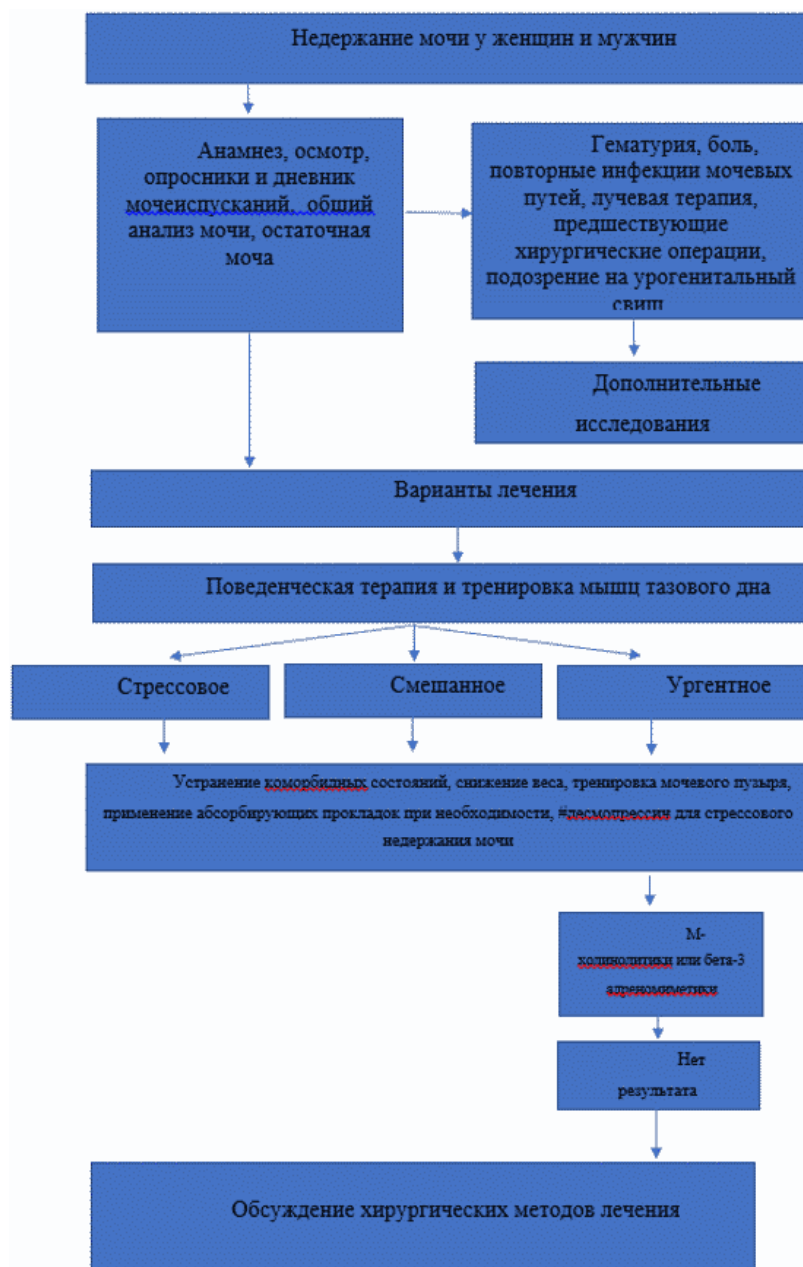 Недержание мочи у женщин и мужчин
Анамнез, осмотр,
опросники и дневник
мочеиспусканий, обший
анализ мочи, остаточная
моча
Гематурия, боль,
повторные инфекции мочевых
путей, лучевая терапия,
предшествующие
хирургические операции,
подозрение на урогенитальный
свищ
Дополнительные
исследования
Варианты лечения
Поведенческая терапия и тренировка мышц тазового дна
Стрессовое
Смешанное
Ургентное
Устранение коморбидных состояний, снижение веса, тренировка мочевого пузыря,
применение абсорбирующих прокладок при необходимости, #десмопрессин для стрессового
недержания мочи
М-
холинолитики или бета-3
адреномиметики
Нет
результата
Обсуждение хирургических методов лечения